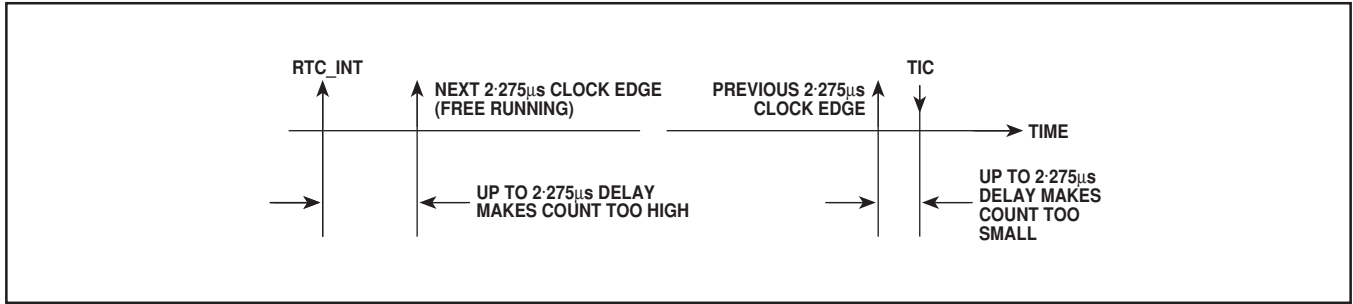 RTC_INT
NEXT 2·275µs CLOCK EDGE
(FREE RUNNING)
UP TO 2·275µs DELAY
MAKES COUNT TOO HIGH
PREVIOUS 2·275µs
CLOCK EDGE
TIC
TIME
UP TO 2·275µs
DELAY MAKES
COUNT TOO
SMALL